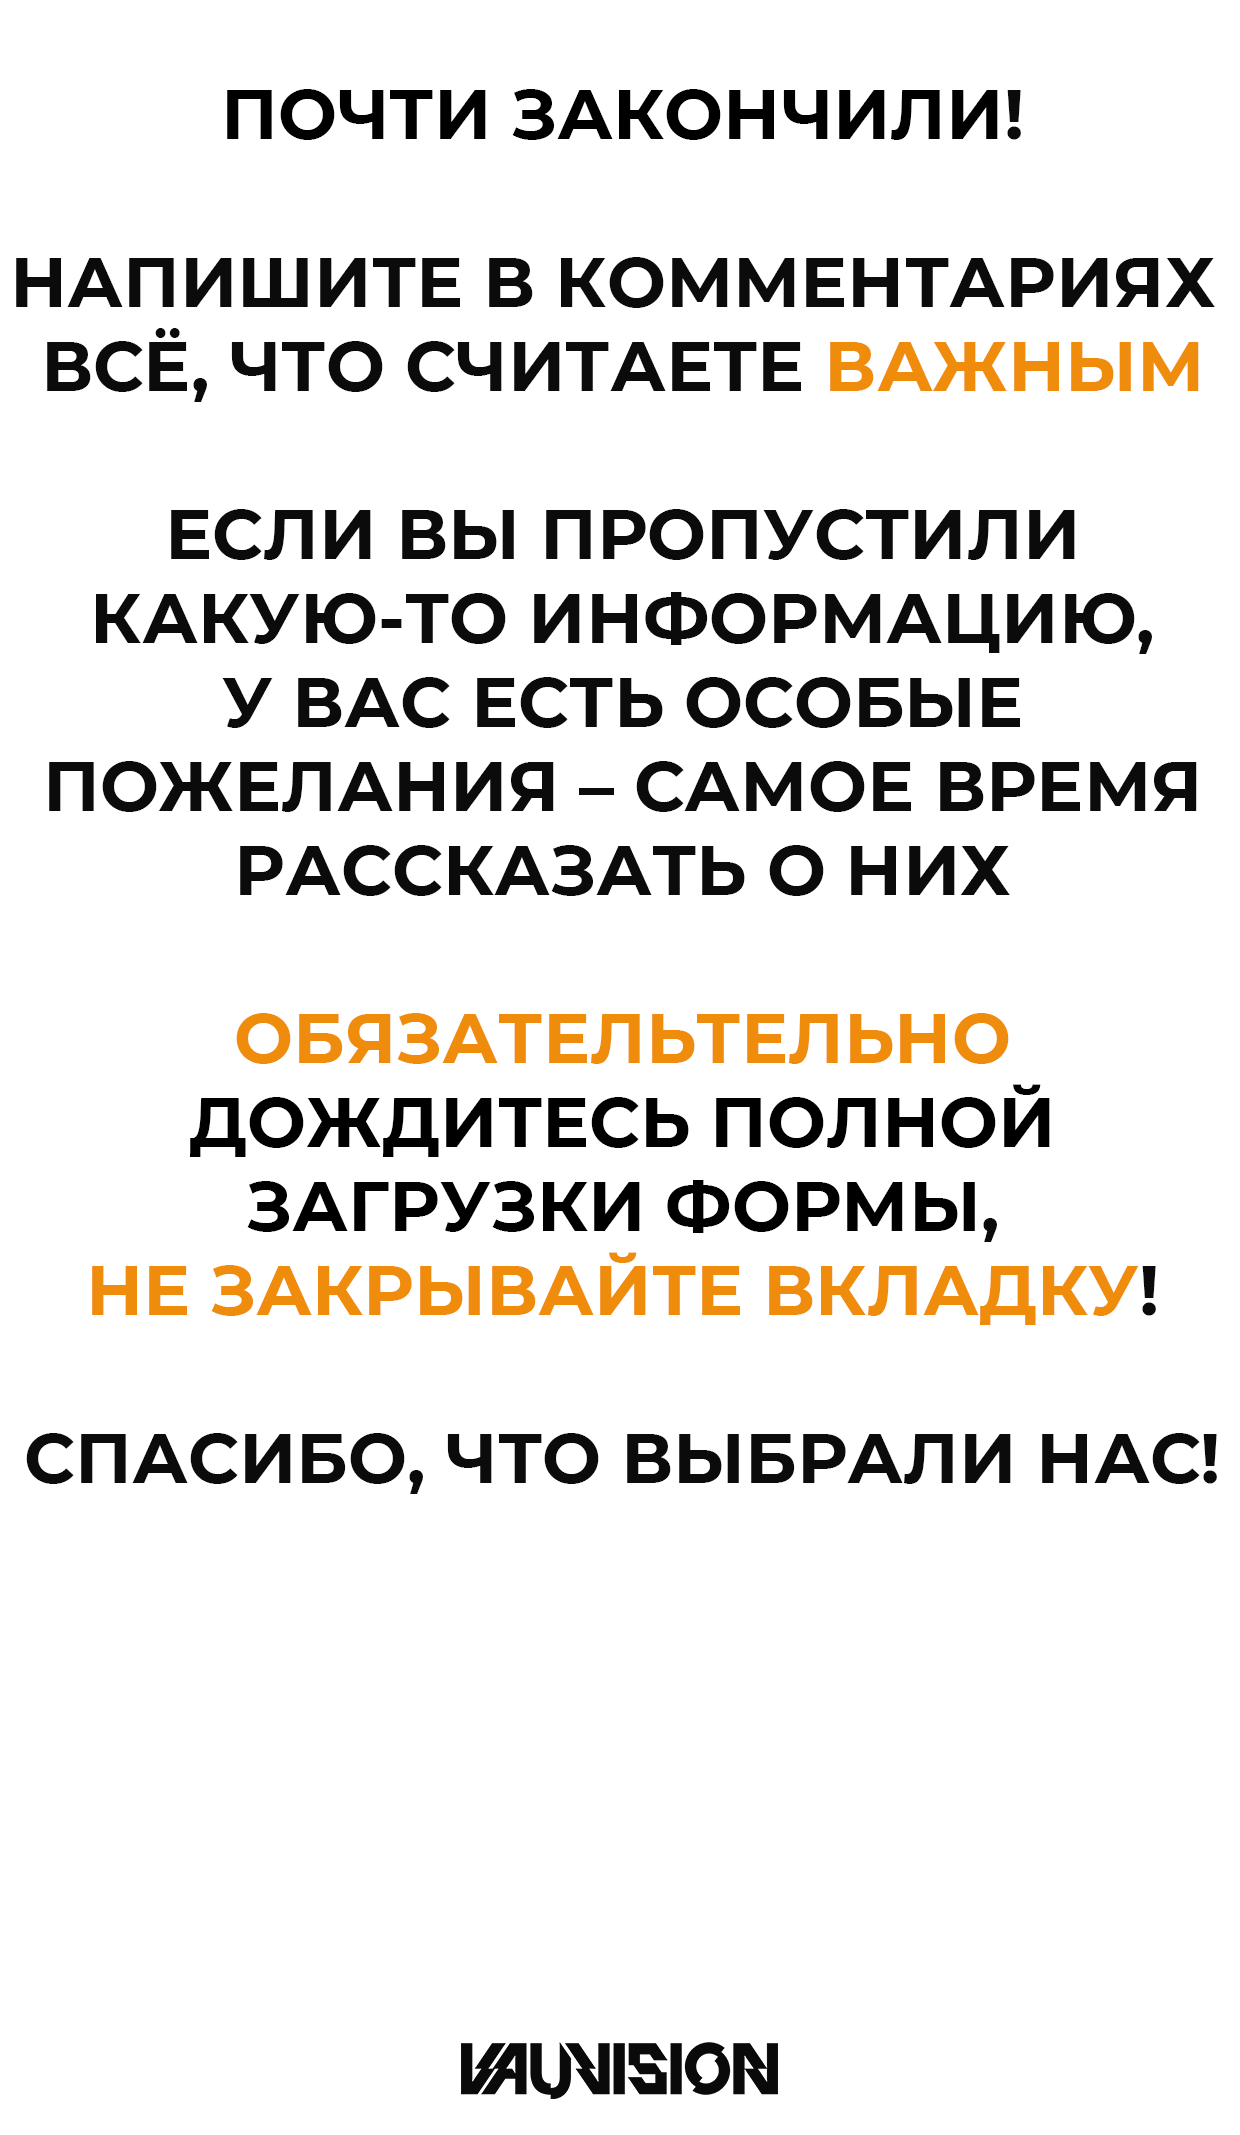 ПОЧТИ ЗАКОНЧИЛИ!
НАПИШИТЕ В КОММЕНТАРИЯХ
ВСЁ, ЧТО СЧИТАЕТЕ ВАЖНЫМ
ЕСЛИ ВЫ ПРОПУСТИЛИ
КАКУЮ-ТО ИНФОРМАЦИЮ,
У ВАС ЕСТЬ ОСОБЫЕ
ПОЖЕЛАНИЯ – САМОЕ ВРЕМЯ
РАССКАЗАТЬ О НИХ
ОБЯЗАТЕЛЬТЕЛЬНО
ДОЖДИТЕСЬ ПОЛНОЙ
ЗАГРУЗКИ ФОРМЫ,
НЕ ЗАКРЫВАЙТЕ ВКЛАДКУ!
СПАСИБО, ЧТО ВЫБРАЛИ НАС!
VAUVISION